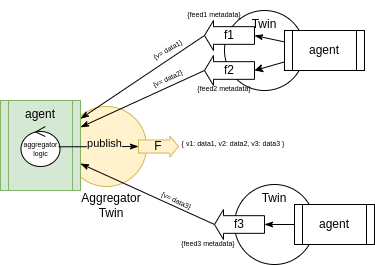 {feed1 metadata}
Twin
f1
agent
{v= data1}
f2
{v= data2}
{feed2 metadata}
agent
aggregator
logic
publish
F
{ v1: data1, v2: data2, v3: data3 }
Aggregator
Twin
{v= data3}
Twin
f3
agent
{feed3 metadata}